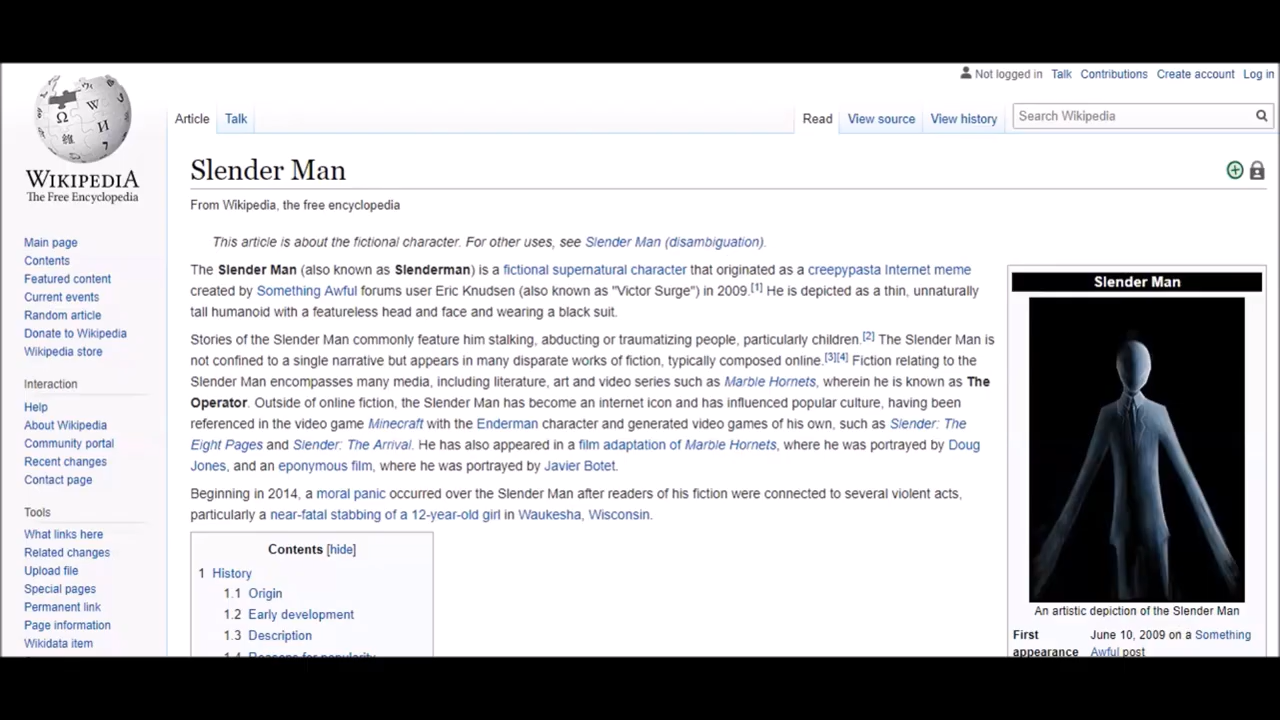 Not logged in Talk Contributions Create account Log in
Article Talk Read View source View history Search Wikipedia
WIKIPEDIA
The Free Encyclopedia
Main page
Contents
Featured content
Current events
Random article
Donate to Wikipedia
Wikipedia store
Interaction
Help
About Wikipedia
Community portal
Recent changes
Contact page
Tools
What links here
Related changes
Upload file
Special pages
Permanent link
Page information
Wikidata item
Slender Man
From Wikipedia, the free encyclopedia
This article is about the fictional character. For other uses, see Slender Man (disambiguation).
The Slender Man (also known as Slenderman) is a fictional supernatural character that originated as a creepypasta Internet meme
created by Something Awful forums user Eric Knudsen (also known as "Victor Surge") in 2009.[1] He is depicted as a thin, unnaturally
tall humanoid with a featureless head and face and wearing a black suit.
Stories of the Slender Man commonly feature him stalking, abducting or traumatizing people, particularly children.[2] The Slender Man is
not confined to a single narrative but appears in many disparate works of fiction, typically composed online.[3][4] Fiction relating to the
Slender Man encompasses many media, including literature, art and video series such as Marble Hornets, wherein he is known as The
Operator. Outside of online fiction, the Slender Man has become an internet icon and has influenced popular culture, having been
referenced in the video game Minecraft with the Enderman character and generated video games of his own, such as Slender: The
Eight Pages and Slender: The Arrival. He has also appeared in a film adaptation of Marble Hornets, where he was portrayed by Doug
Jones, and an eponymous film, where he was portrayed by Javier Botet.
Beginning in 2014, a moral panic occurred over the Slender Man after readers of his fiction were connected to several violent acts,
particularly a near-fatal stabbing of a 12-year-old girl in Waukesha, Wisconsin.
Contents [hide]
1 History
1.1 Origin
1.2 Early development
1.3 Description
1.4 Reasons for popularity
Slender Man
An artistic depiction of the Slender Man
First appearance June 10, 2009 on a Something
Awful post